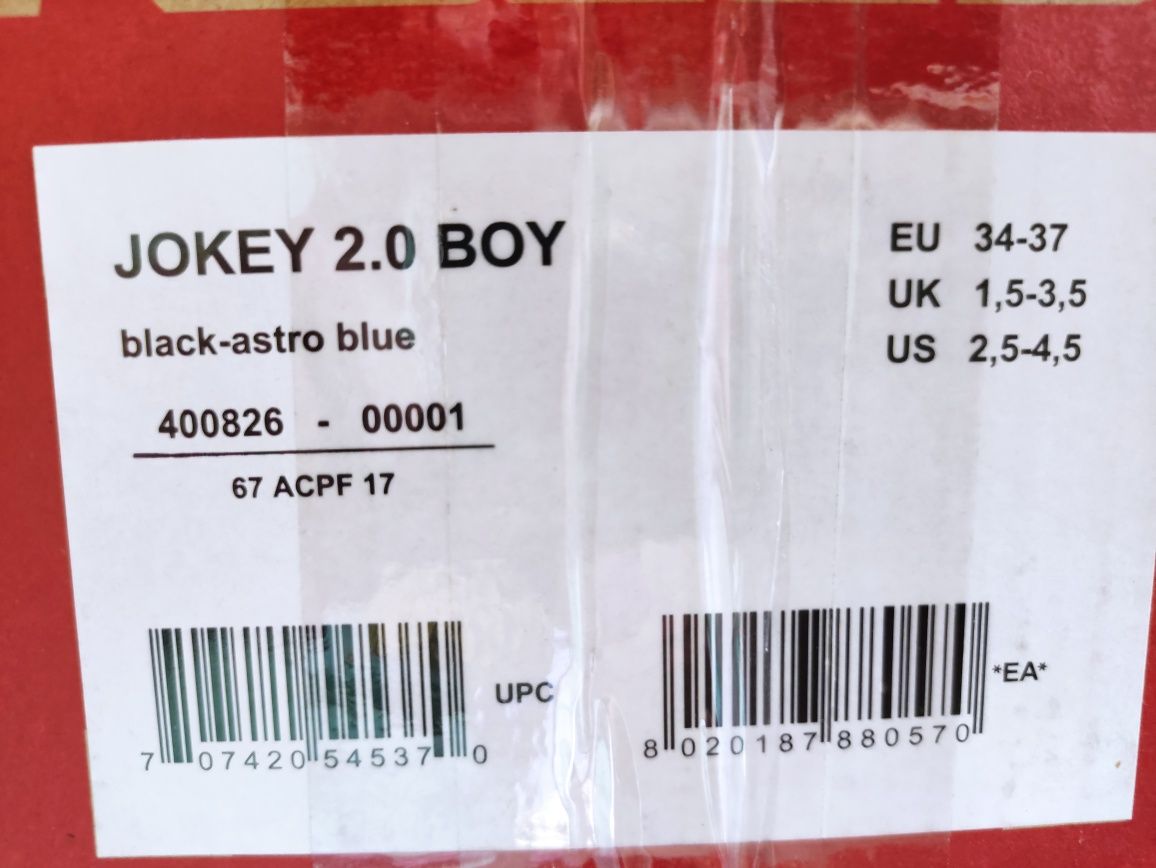 JOKEY 2.0 BOY
EU 34-37
UK 1,5-3,5
US 2,5-4,5
black-astro blue
400826 - 00001
67 ACPF 17
UPC
*EA*
7 07420 54537 0
8 020187 880570